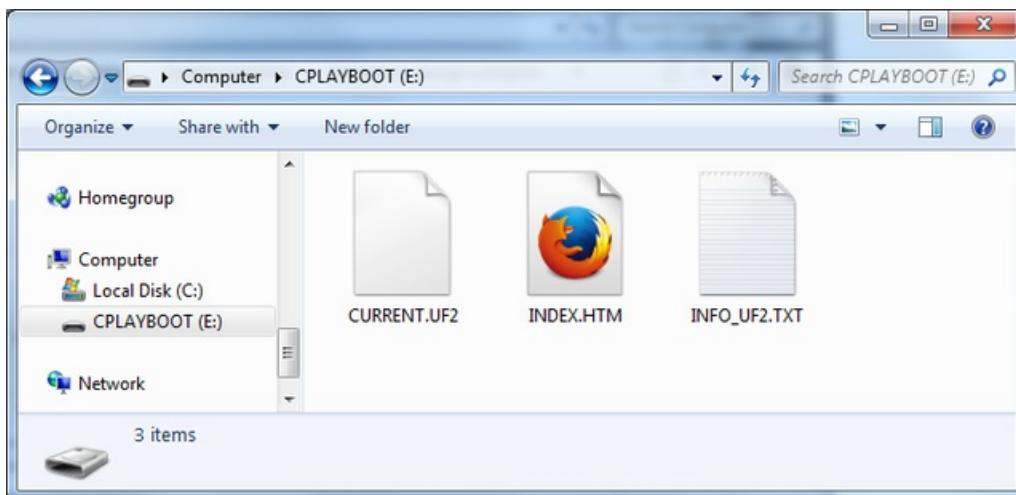 Computer CPLAYBOOT (E:) Search CPLAYBOOT (E:)
Organize Share with New folder
Homegroup
Computer
Local Disk (C:)
CPLAYBOOT (E:)
Network
CURRENT.UF2 INDEX.HTM INFO_UF2.TXT
3 items